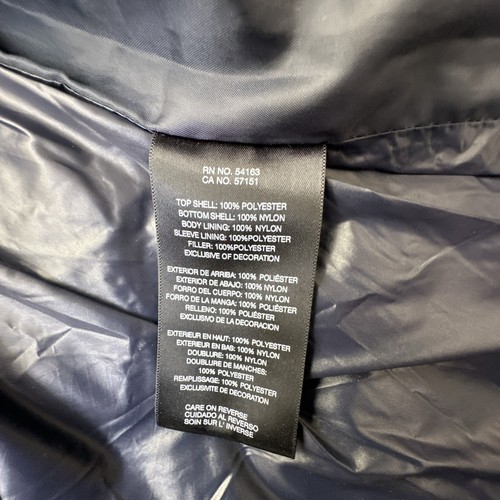 RN NO. 54163
CA NO. 57151
TOP SHELL: 100% POLYESTER
BOTTOM SHELL: 100% NYLON
BODY LINING: 100% NYLON
SLEEVE LINING: 100%POLYESTER
FILLER: 100%POLYESTER
EXCLUSIVE OF DECORATION
EXTERIOR DE ARRIBA: 100% POLIÉSTER
EXTERIOR DE ABAJO: 100% NYLON
FORRO DEL CUERPO: 100% NYLON
FORRO DE LA MANGA: 100% POLIÉSTER
RELLENO: 100% POLIÉSTER
EXCLUSIVO DE LA DECORACION
EXTERIEUR EN HAUT: 100% POLYESTER
EXTERIEUR EN BAS: 100% NYLON
DOUBLURE: 100% NYLON
DOUBLURE DE MANCHES:
100% POLYESTER
REMPLISSAGE: 100% POLYESTER
EXCLUSIVITE DE DECORATION
CARE ON REVERSE
CUIDADO AL REVERSO
SOIN SUR L' INVERSE